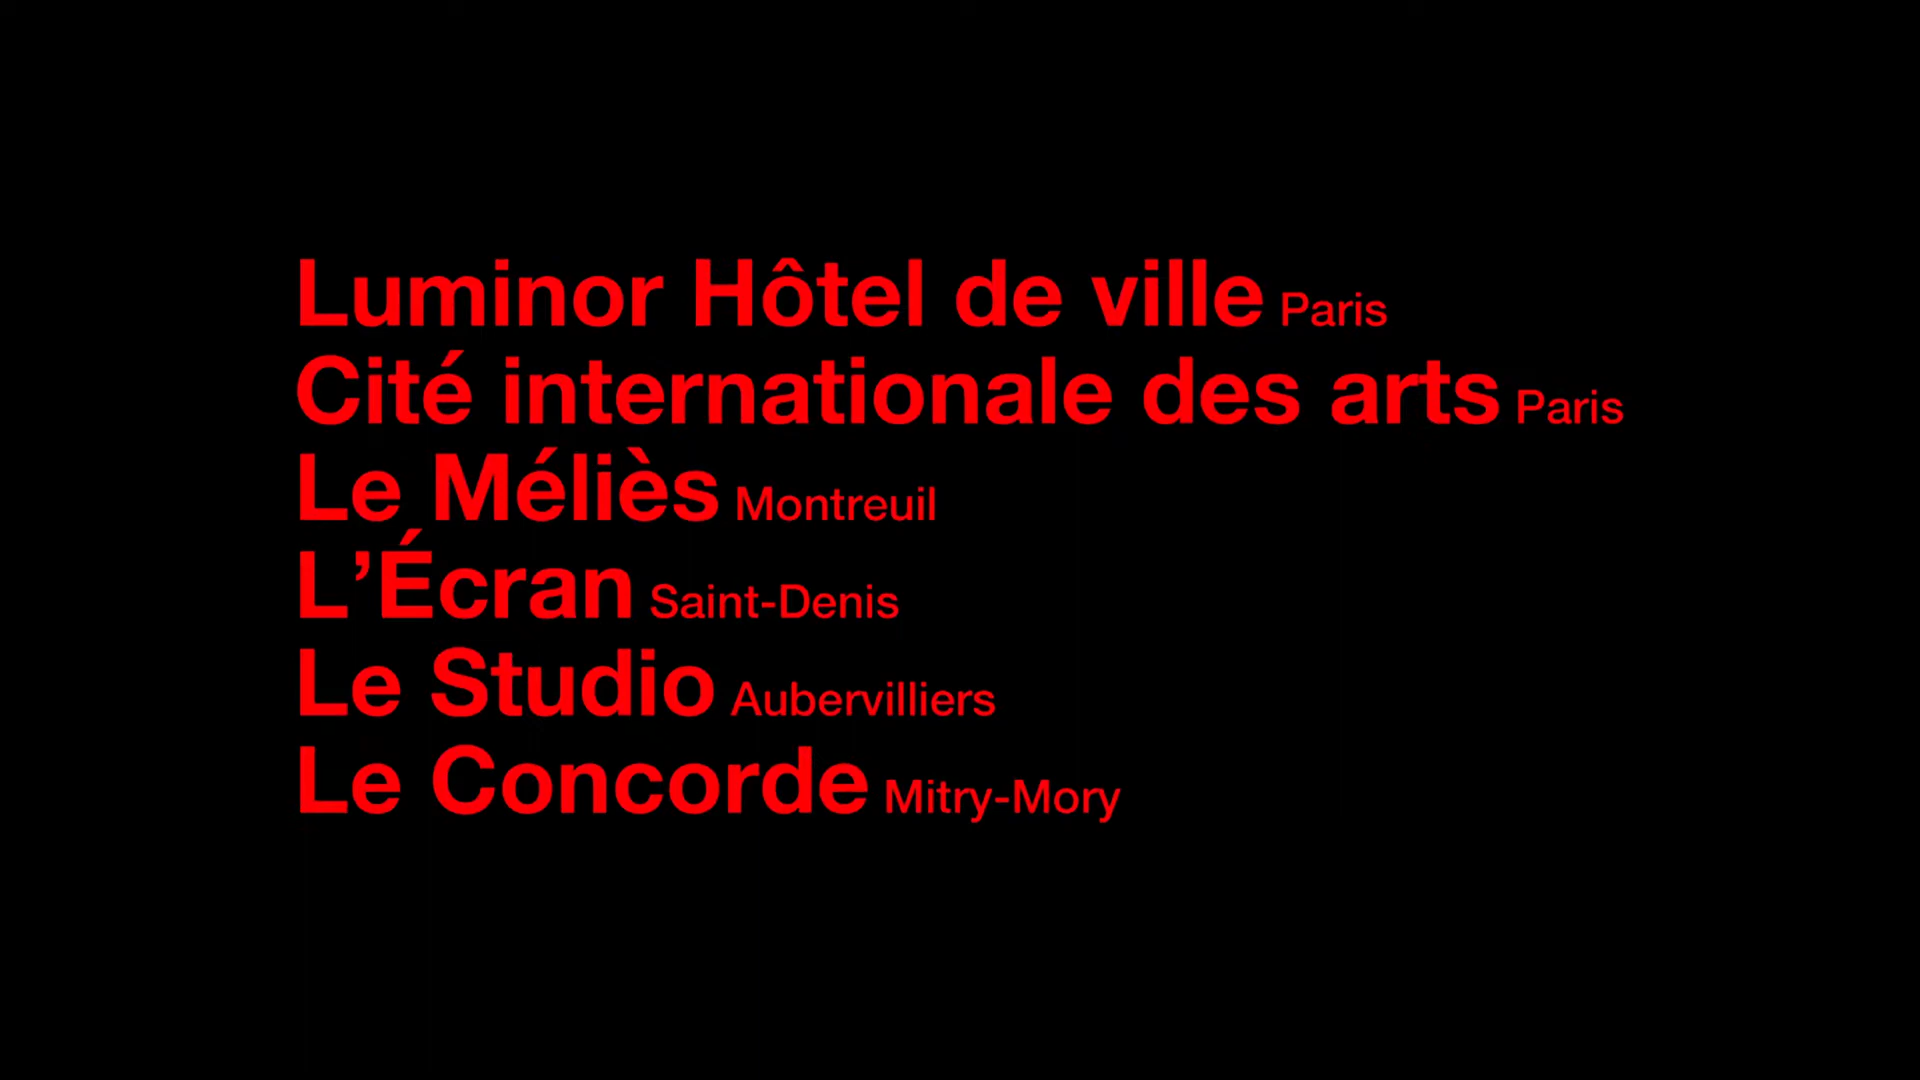 Luminor Hôtel de ville Paris
Cité internationale des arts Paris
Le Méliès Montreuil
L’Écran Saint-Denis
Le Studio Aubervilliers
Le Concorde Mitry-Mory